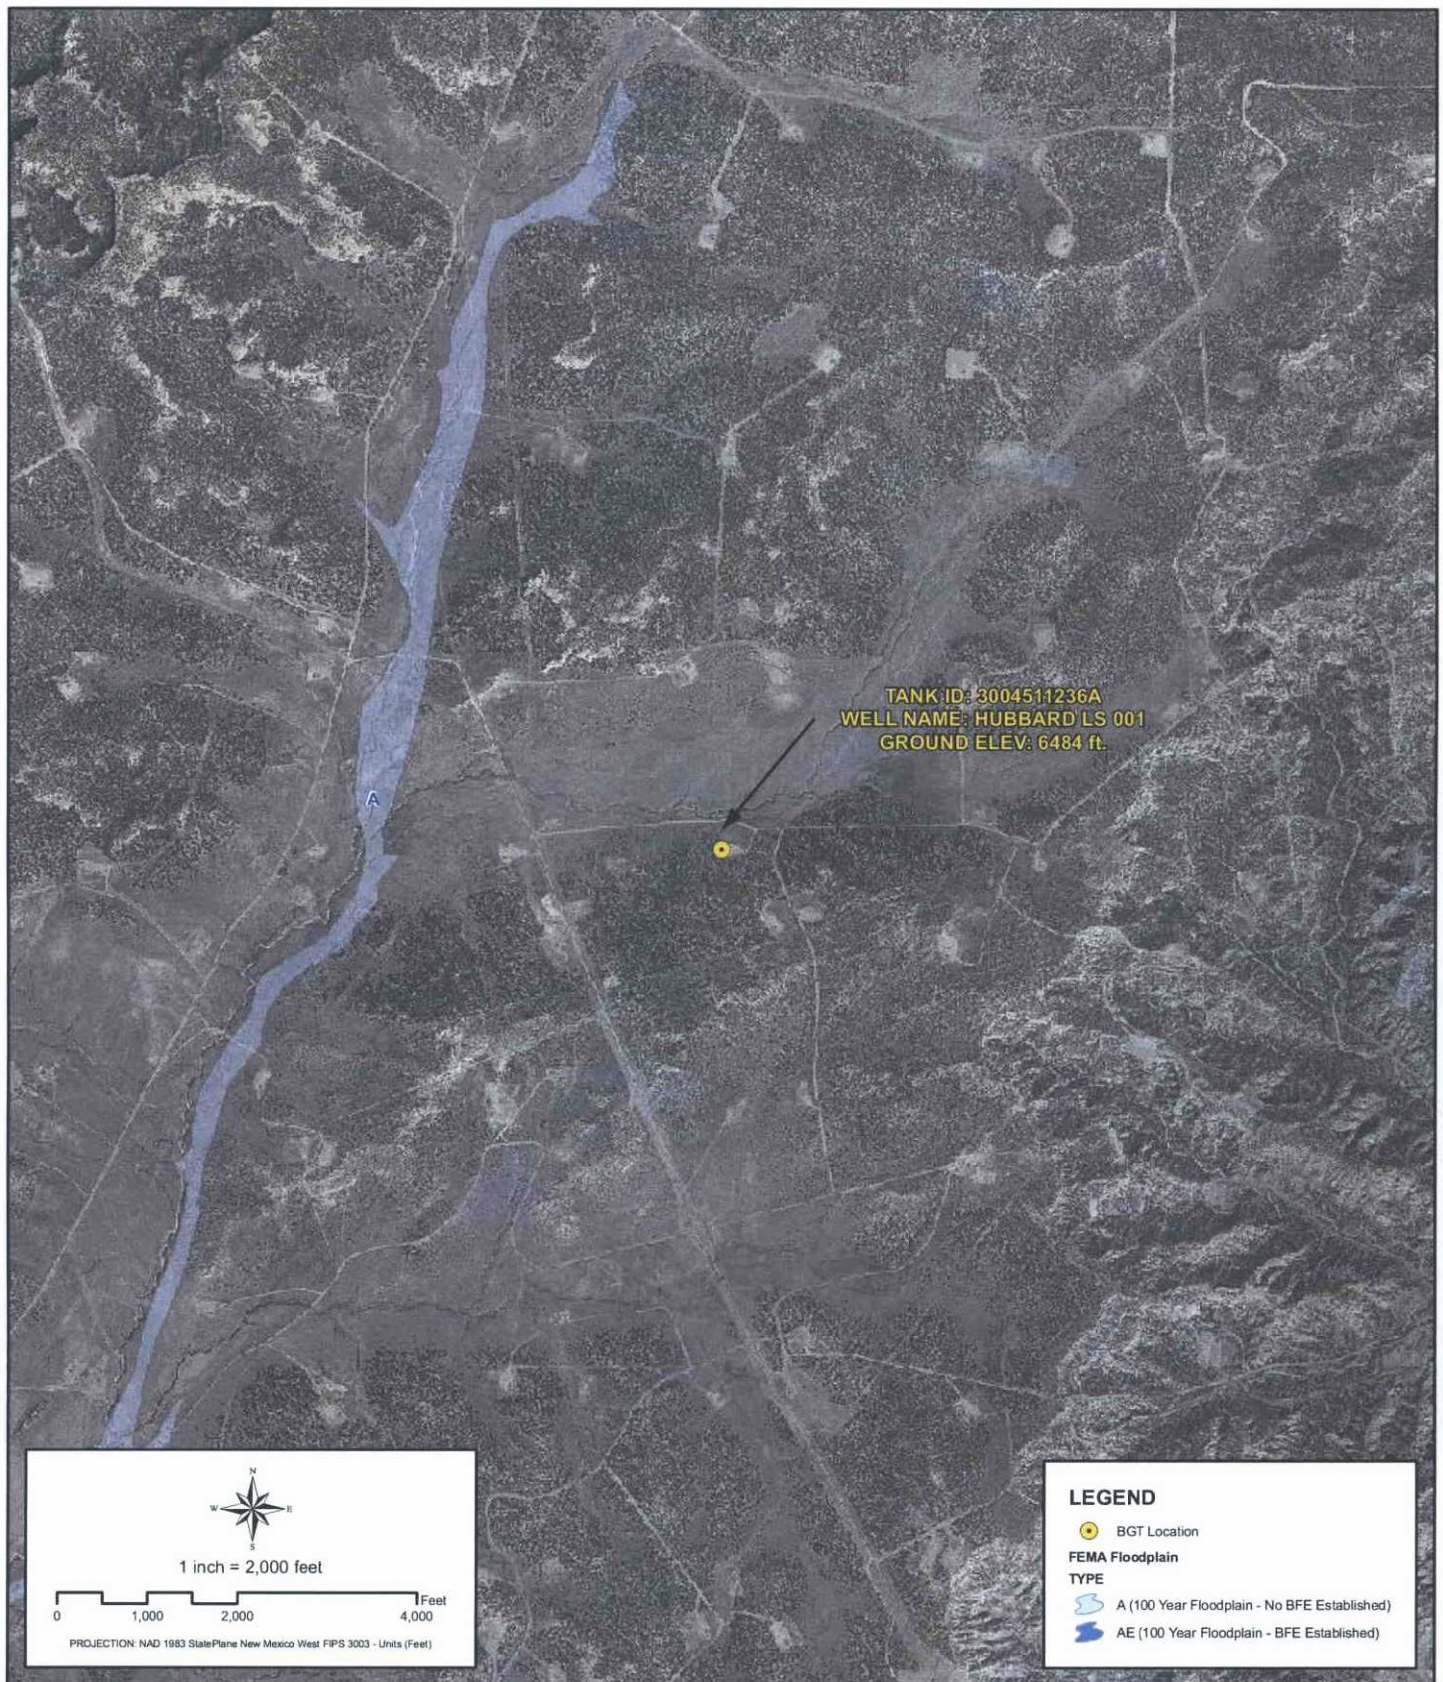 TANK ID: 3004511236A
WELL NAME: HUBBARD LS 001
GROUND ELEV: 6484 ft.
A
N
W E
S
1 inch = 2,000 feet
Feet
0 1,000 2,000 4,000
PROJECTION: NAD 1983 StatePlane New Mexico West FIPS 3003 - Units (Feet)
LEGEND
BGT Location
FEMA Floodplain
TYPE
A (100 Year Floodplain - No BFE Established)
AE (100 Year Floodplain - BFE Established)